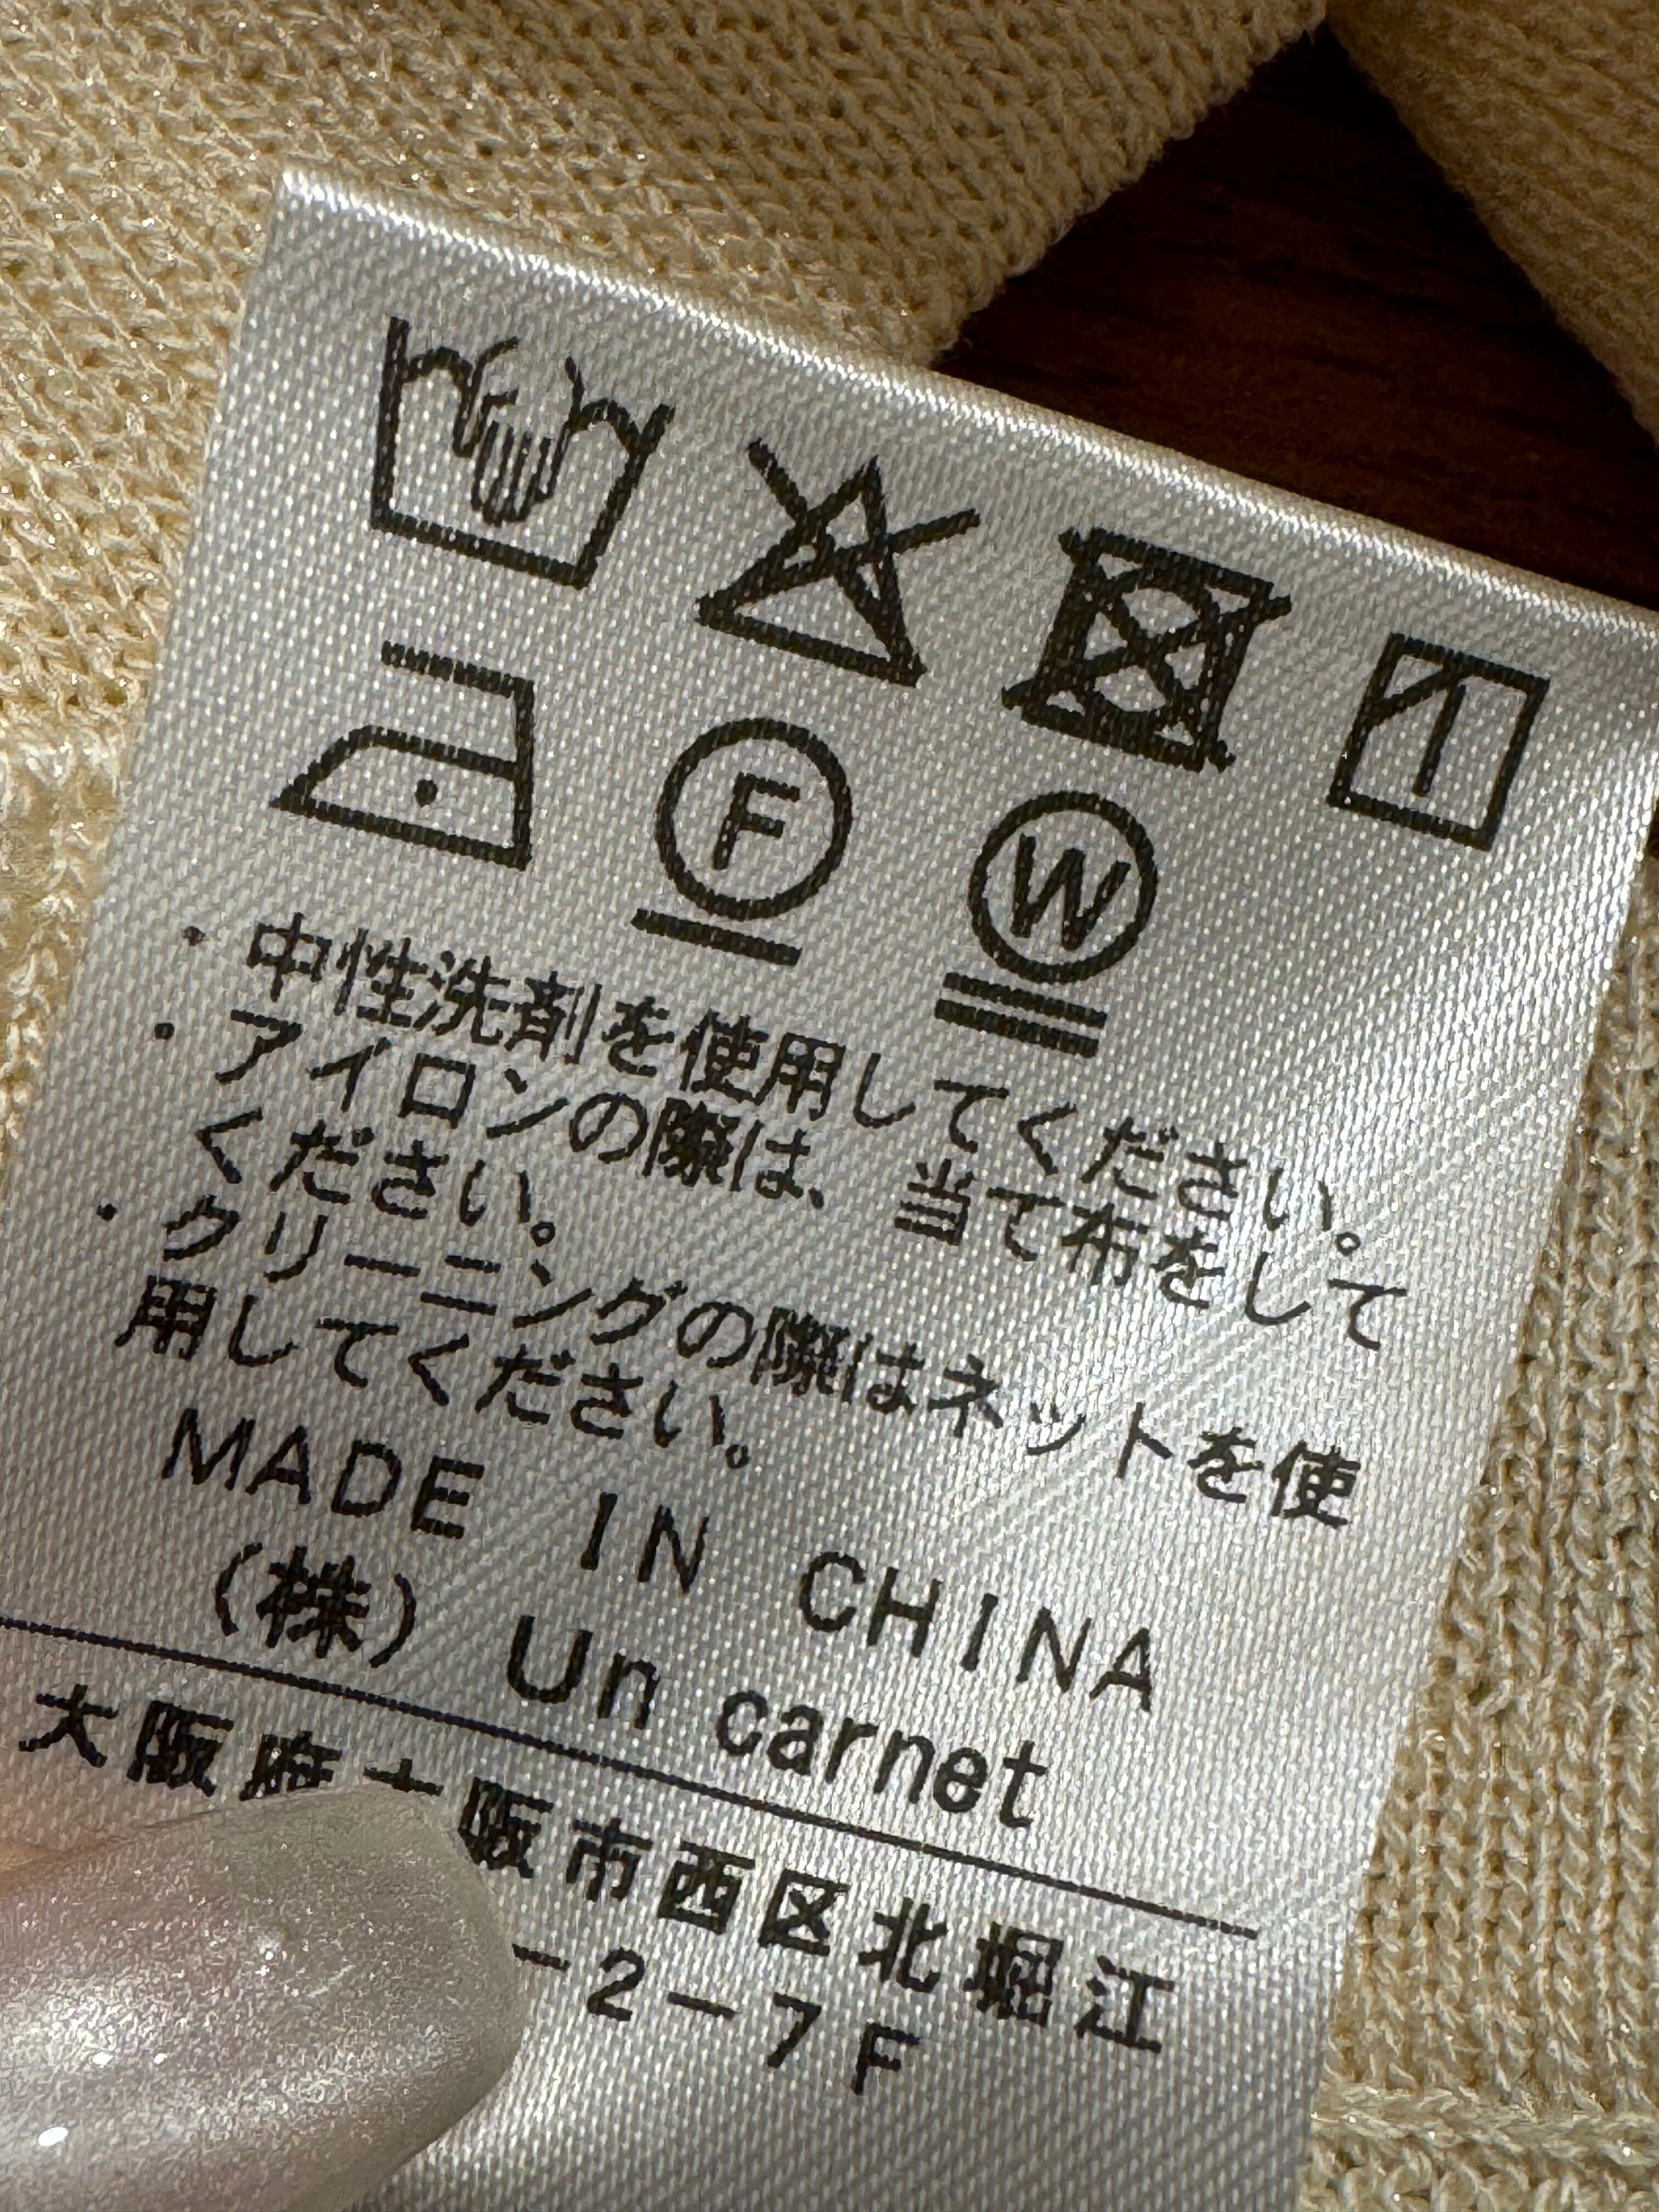 F W
・中性洗剤を使用してください。
・アイロンの際は、当て布をして
ください。
・クリーニングの際はネットを使
用してください。
MADE IN CHINA
(株) Un carnet
大阪府大阪市西区北堀江
-2-7F